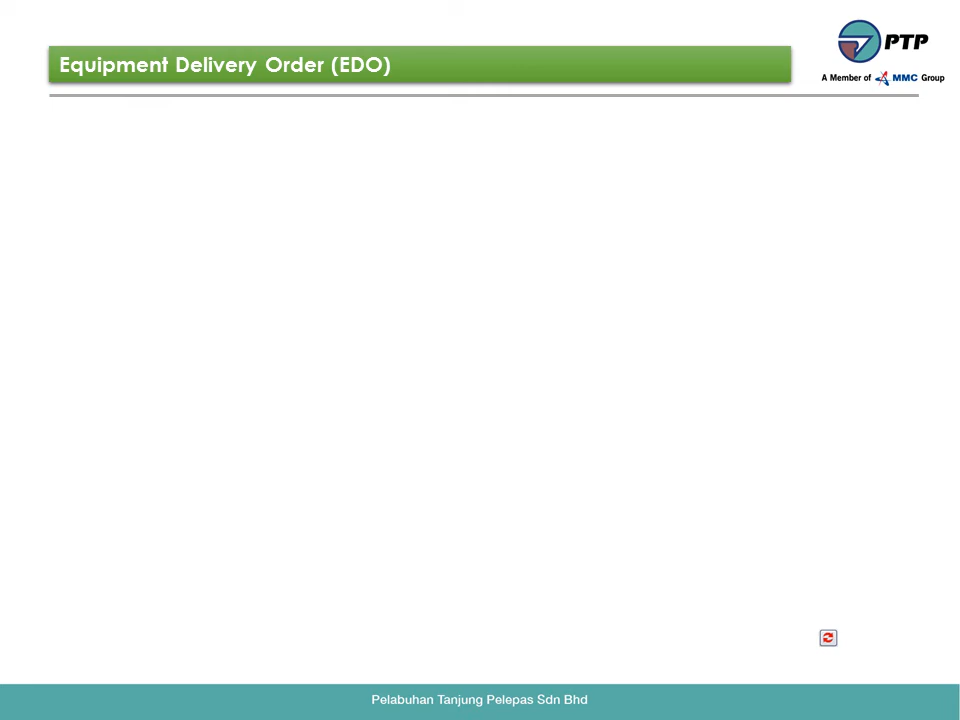 Equipment Delivery Order (EDO)
PTP
A Member of MMC Group
Pelabuhan Tanjung Pelepas Sdn Bhd